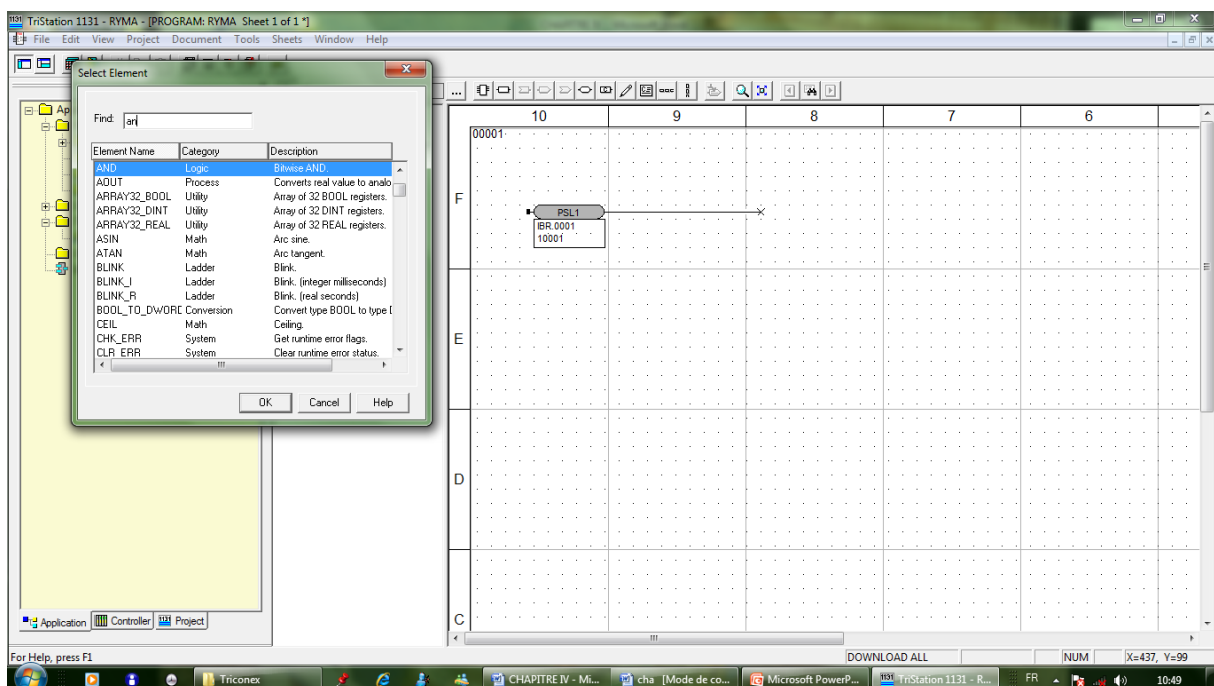 TriStation 1131 - RYMA - [PROGRAM: RYMA Sheet 1 of 1 *]
File Edit View Project Document Tools Sheets Window Help
Select Element
Find: an
Element Name Category Description
AND Logic Bitwise AND.
AOUT Process Converts real value to analo
ARRAY32_BOOL Utility Array of 32 BOOL registers.
ARRAY32_DINT Utility Array of 32 DINT registers.
ARRAY32_REAL Utility Array of 32 REAL registers.
ASIN Math Arc sine.
ATAN Math Arc tangent.
BLINK Ladder Blink.
BLINK_I Ladder Blink. (integer milliseconds)
BLINK_R Ladder Blink. (real seconds)
BOOL_TO_DWORD Conversion Convert type BOOL to type D
CEIL Math Ceiling.
CHK_ERR System Get runtime error flags.
CLR_ERR System Clear runtime error status.
OK Cancel Help
Ap
10 9 8 7 6
00001
F
PSL1
IBR.0001
10001
E
D
C
Application Controller Project
For Help, press F1
DOWNLOAD ALL NUM X=437, Y=99
Triconex CHAPITRE IV - Mi... cha [Mode de co... Microsoft PowerP... TriStation 1131 - R... FR 10:49